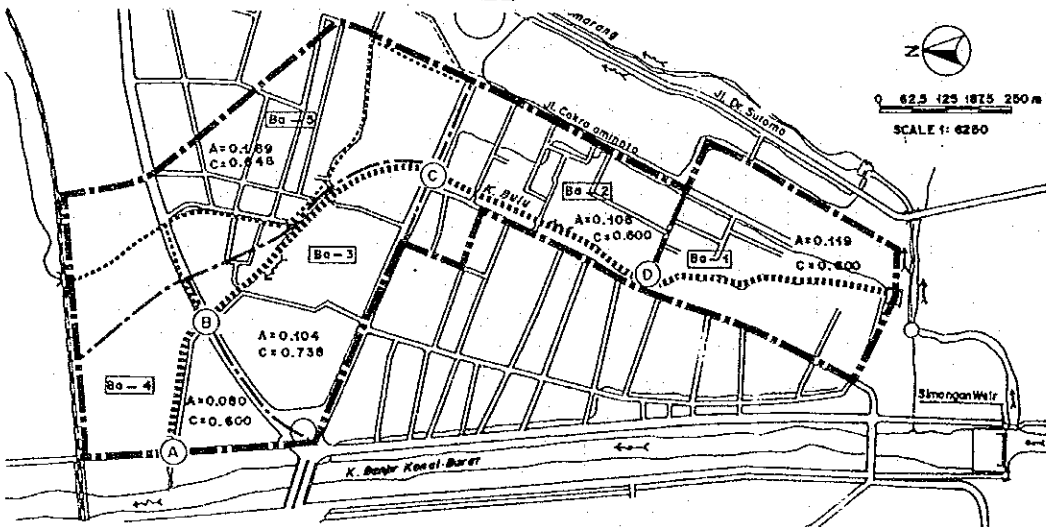 marang
N
0 62.5 125 187.5 250 m
SCALE 1: 6250
Jl. Dr. Sutomo
Jl. Cokro aminoto
Ba - 5
A=0.189
C=0.648
C
K. Bulu
Ba - 2
A=0.108
C=0.600
Ba - 1
A=0.119
C=0.600
D
Ba - 3
B
A=0.104
C=0.738
Ba - 4
A=0.080
C=0.600
A
Simongan Weir
K. Banjir Kanal Barat